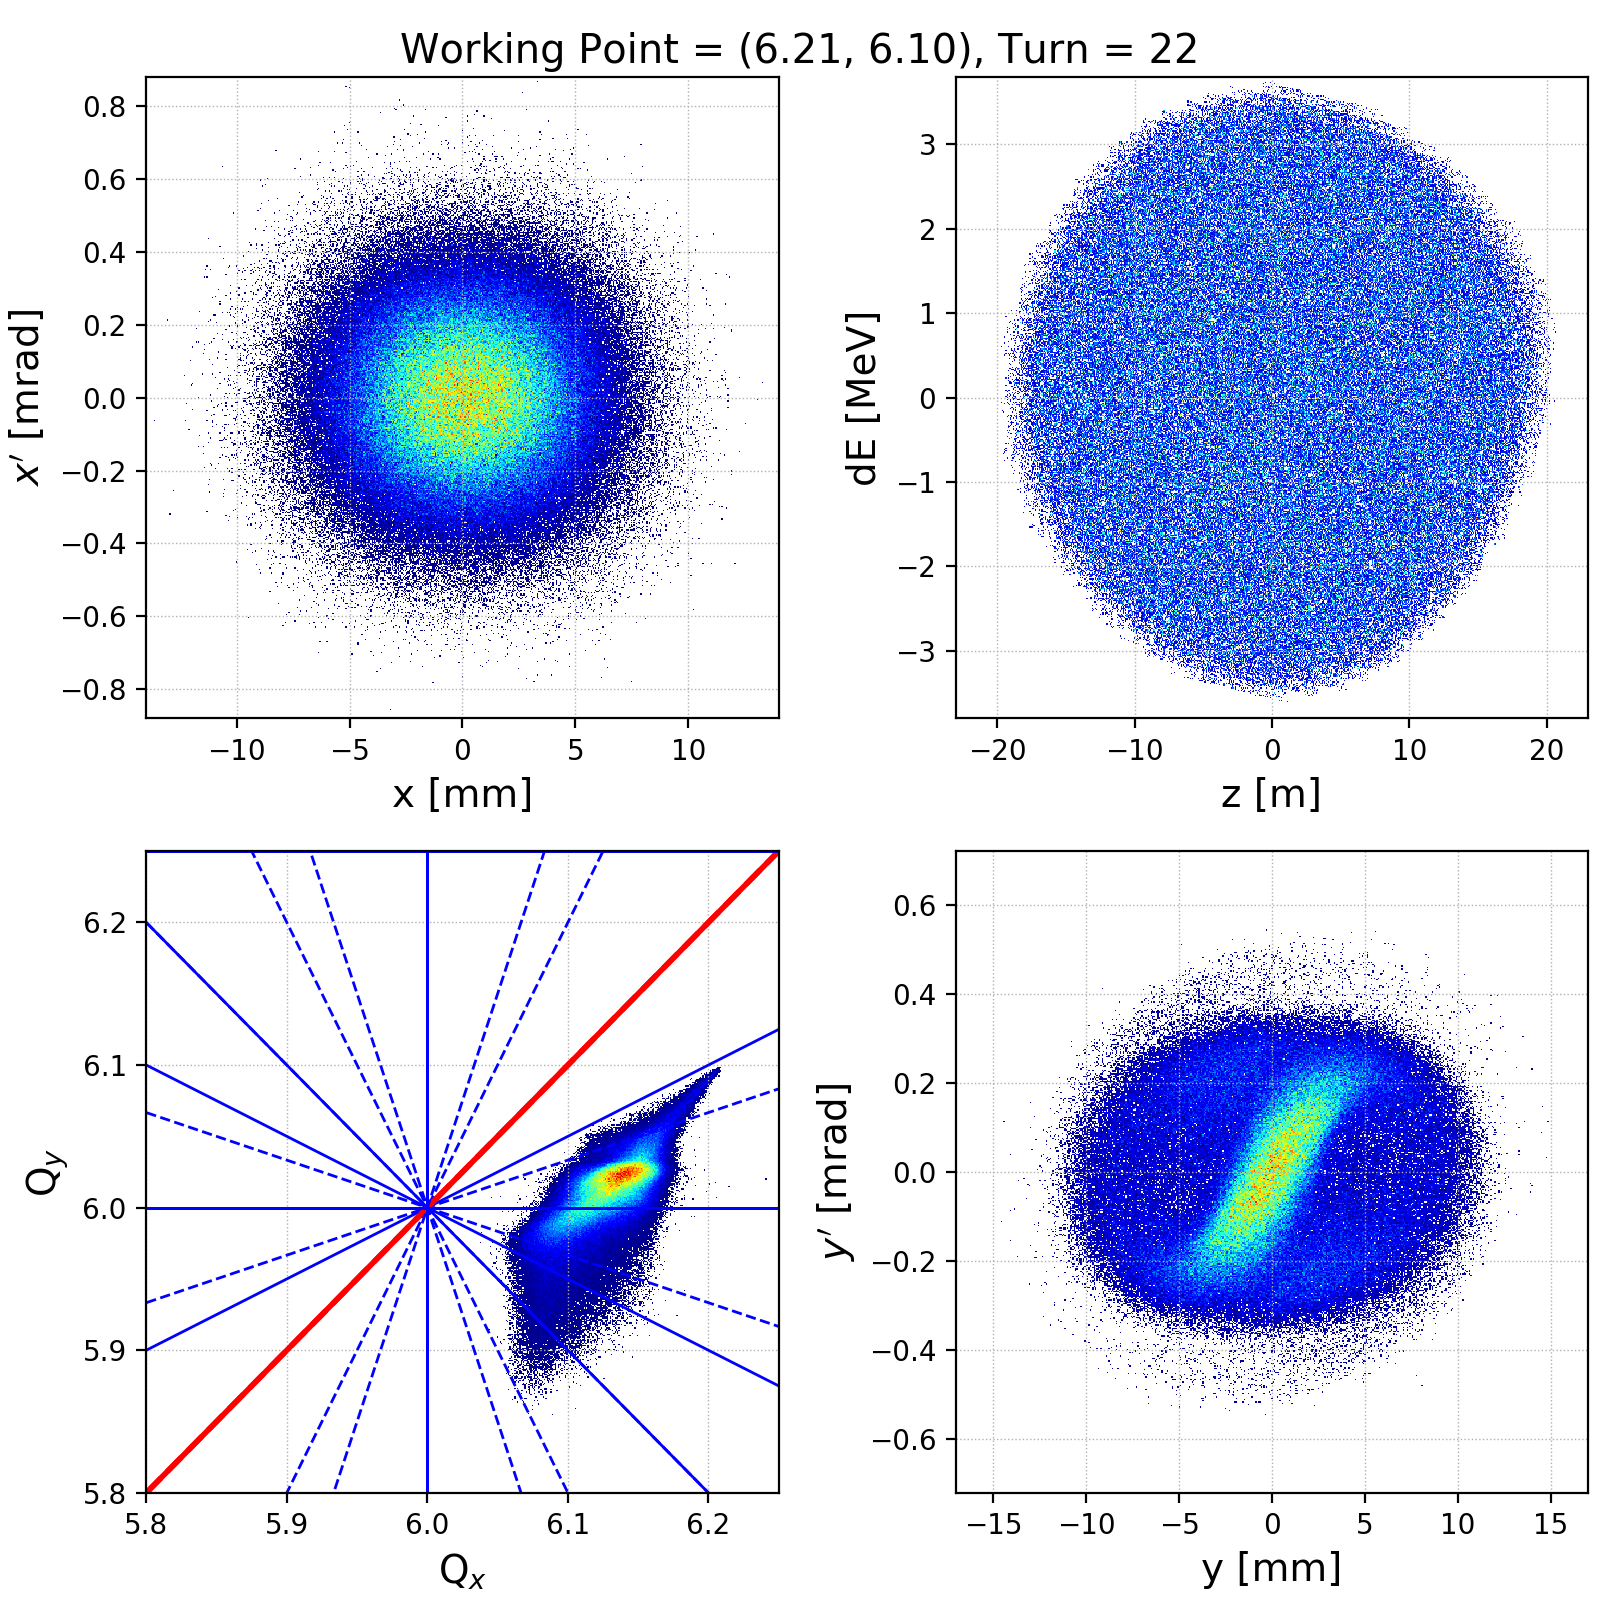 Working Point = (6.21, 6.10), Turn = 22
0.8
0.6
0.4
0.2
0.0
−0.2
−0.4
−0.6
−0.8
x′ [mrad]
−10 −5 0 5 10
x [mm]
3
2
1
0
−1
−2
−3
dE [MeV]
−20 −10 0 10 20
z [m]
6.2
6.1
6.0
5.9
5.8
Qy
5.8 5.9 6.0 6.1 6.2
Qx
0.6
0.4
0.2
0.0
−0.2
−0.4
−0.6
y′ [mrad]
−15 −10 −5 0 5 10 15
y [mm]